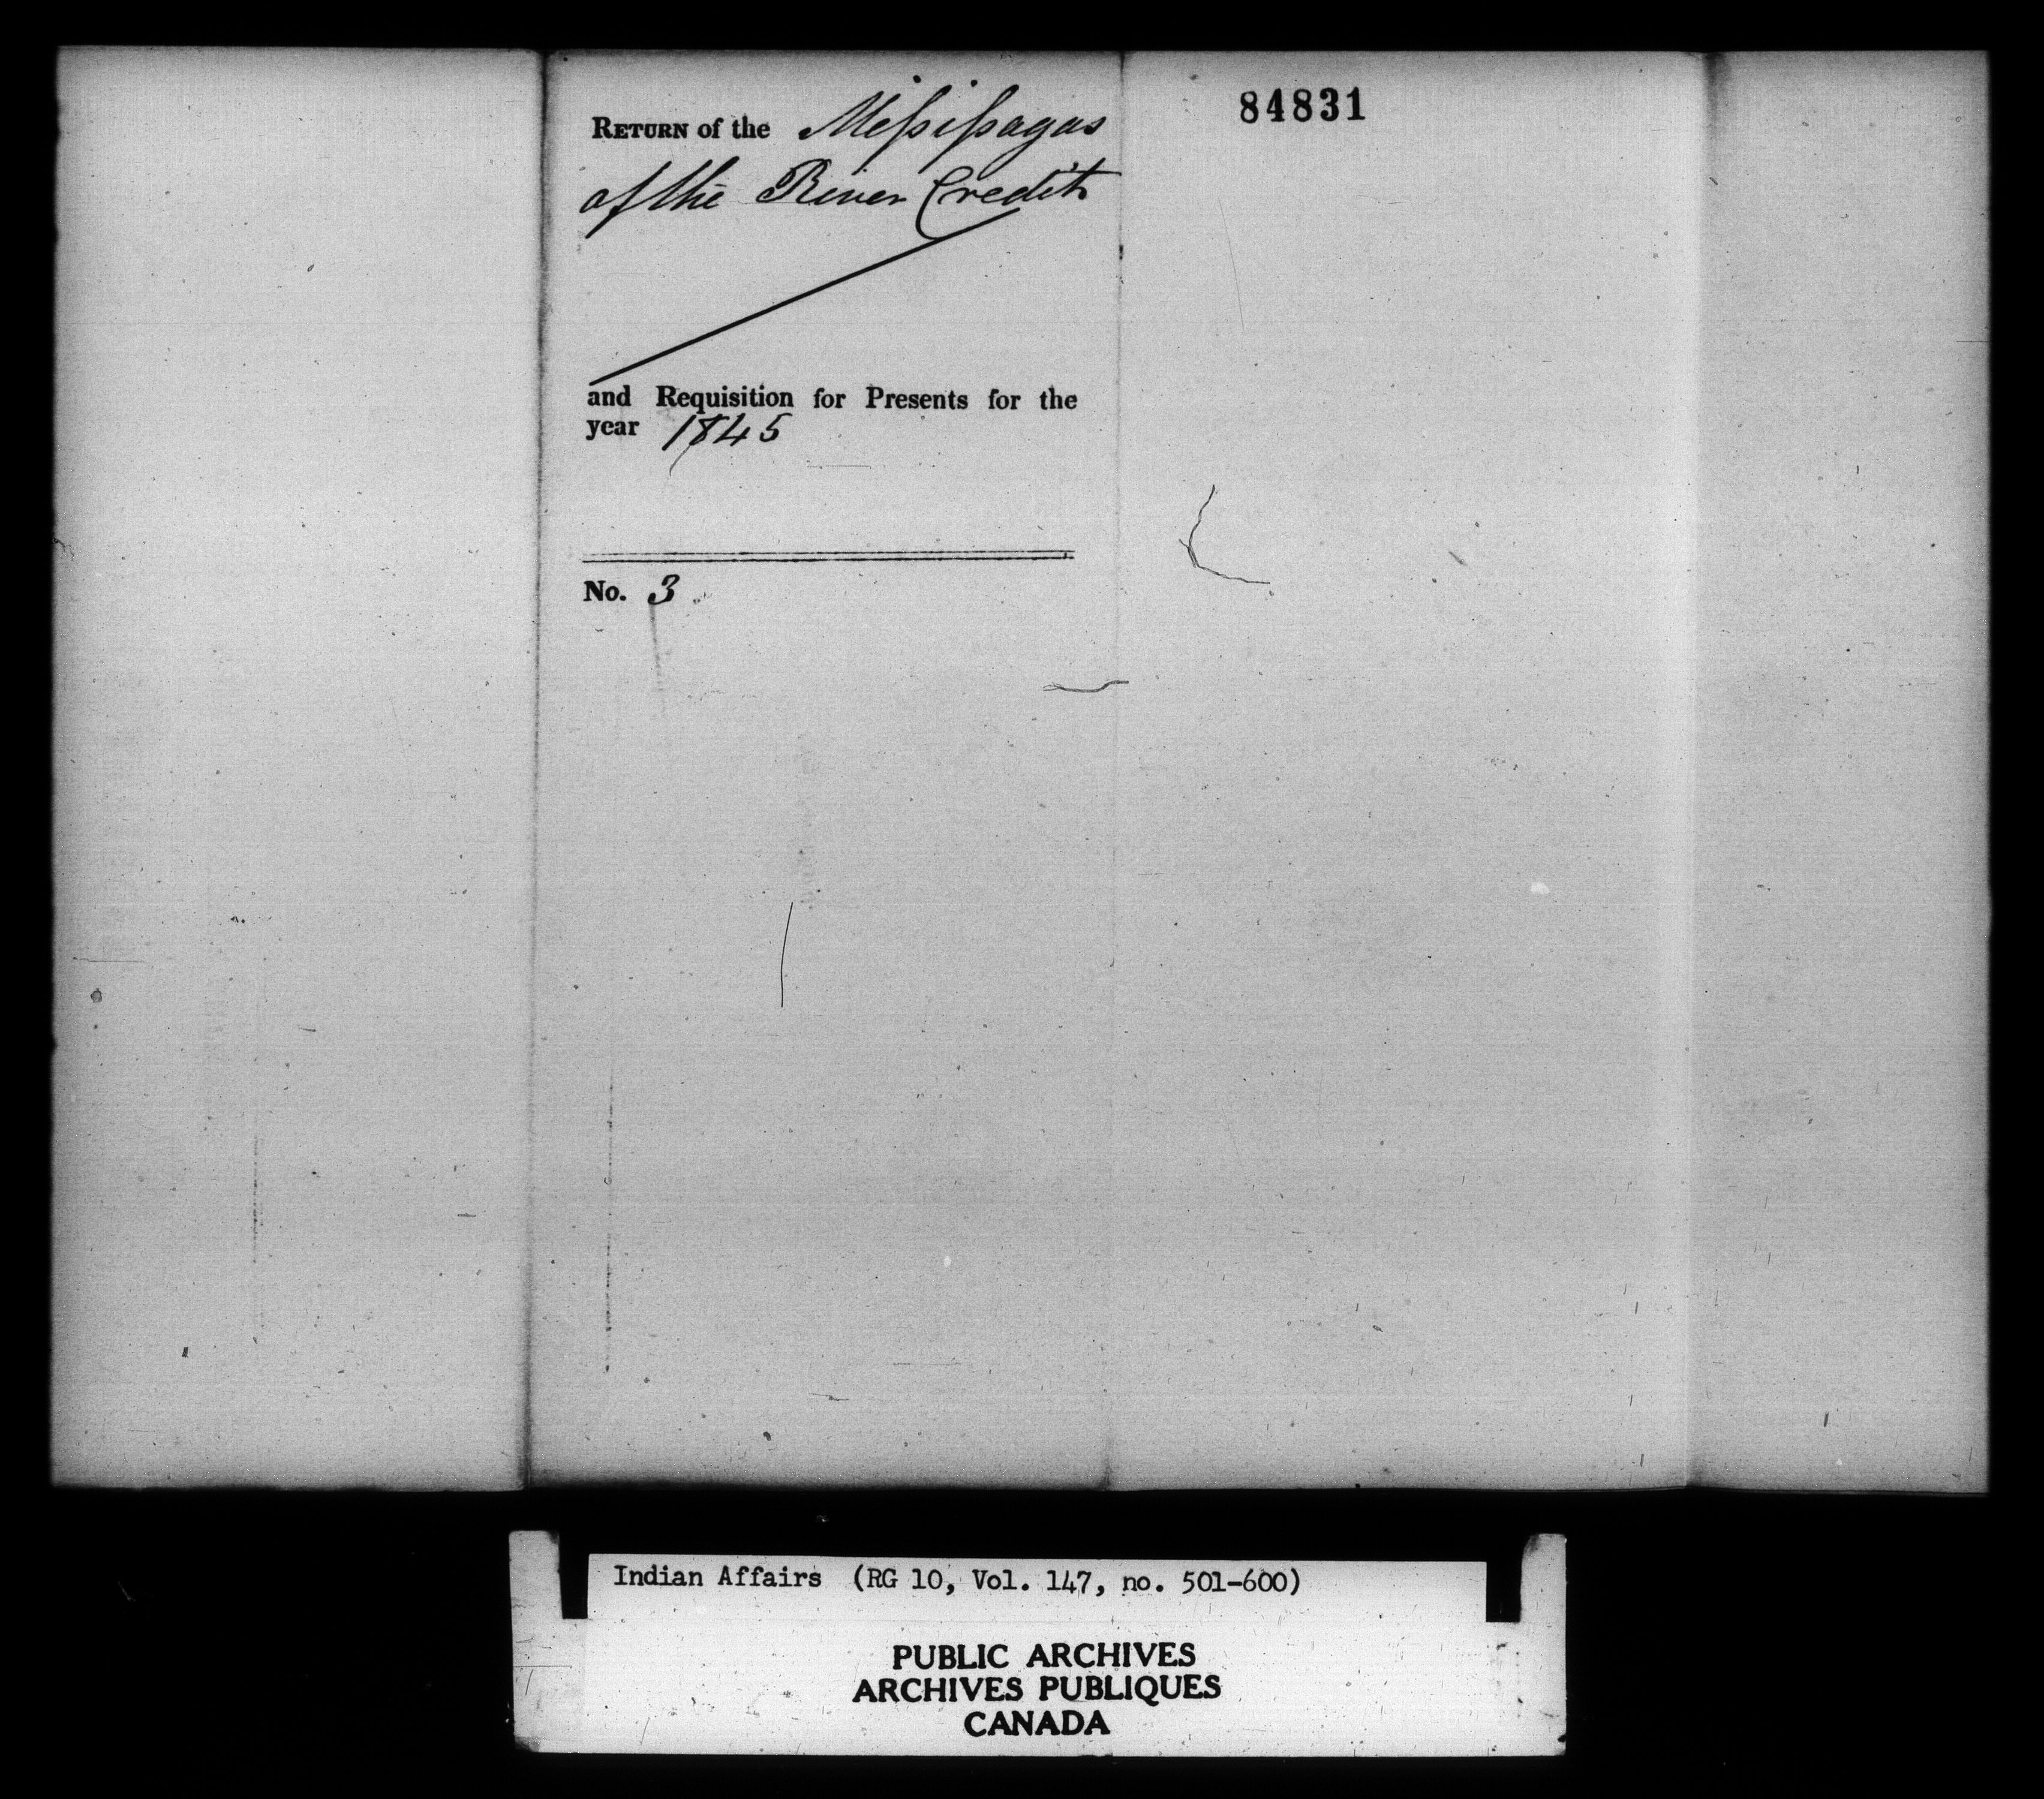 RETURN of the Messissagas
of the River Credit
and Requisition for Presents for the
year 1845
No. 3
84831
Indian Affairs (RG 10, Vol. 147, no. 501-600)
PUBLIC ARCHIVES
ARCHIVES PUBLIQUES
CANADA